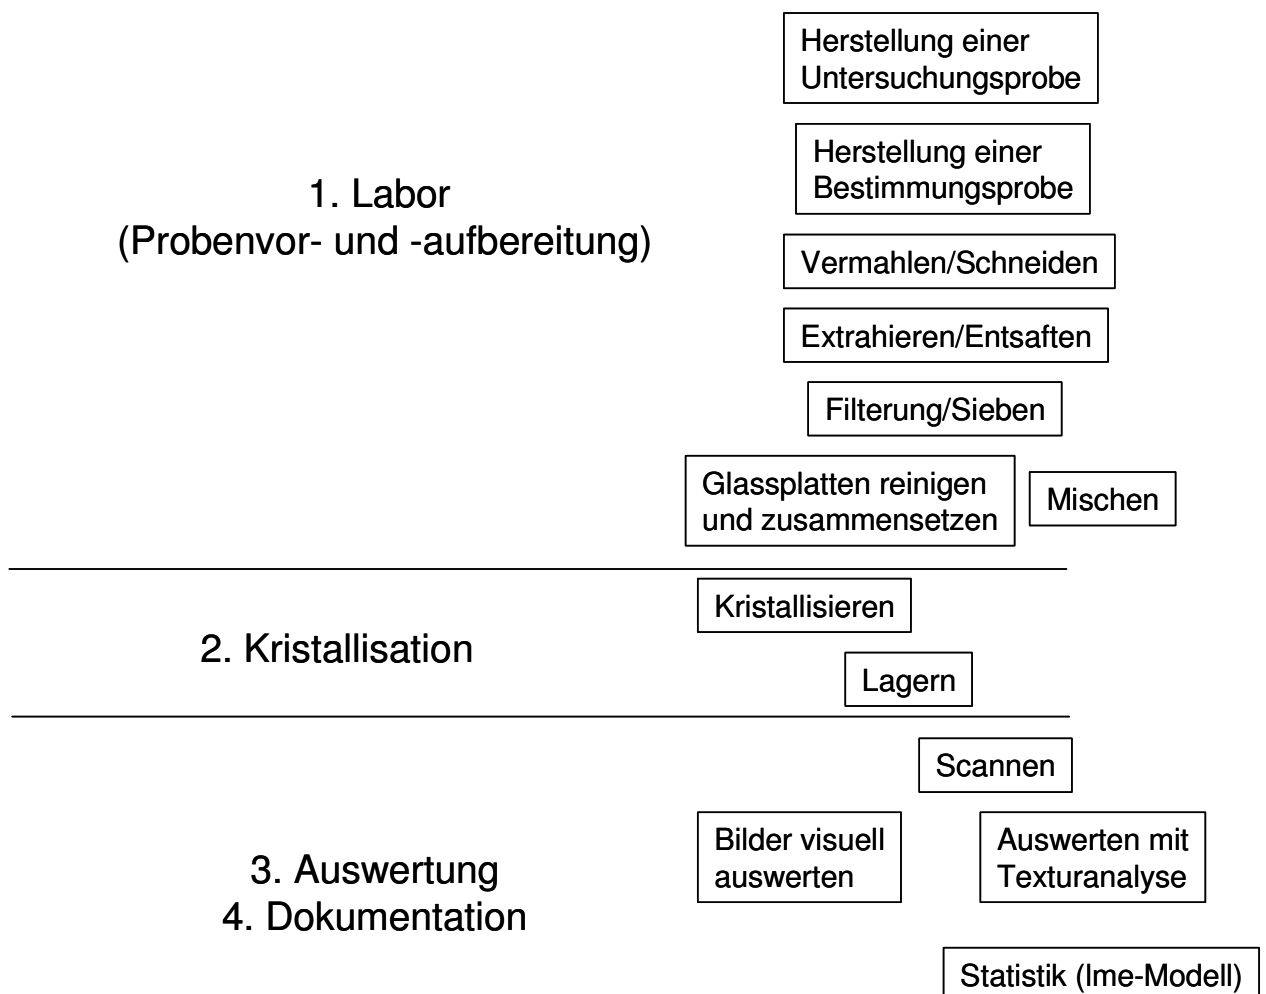 Herstellung einer
Untersuchungsprobe
Herstellung einer
Bestimmungsprobe
1. Labor
(Probenvor- und -aufbereitung)
Vermahlen/Schneiden
Extrahieren/Entsaften
Filterung/Sieben
Glassplatten reinigen
und zusammensetzen
Mischen
Kristallisieren
2. Kristallisation
Lagern
Scannen
Bilder visuell
auswerten
Auswerten mit
Texturanalyse
3. Auswertung
4. Dokumentation
Statistik (lme-Modell)